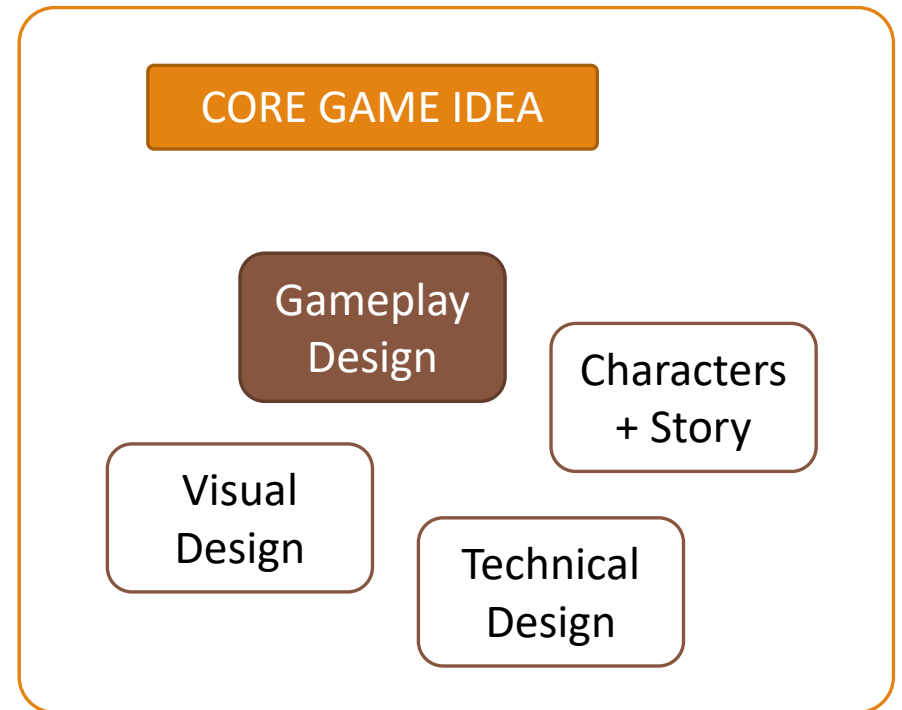 CORE GAME IDEA
Gameplay
Design
Characters
+ Story
Visual
Design
Technical
Design